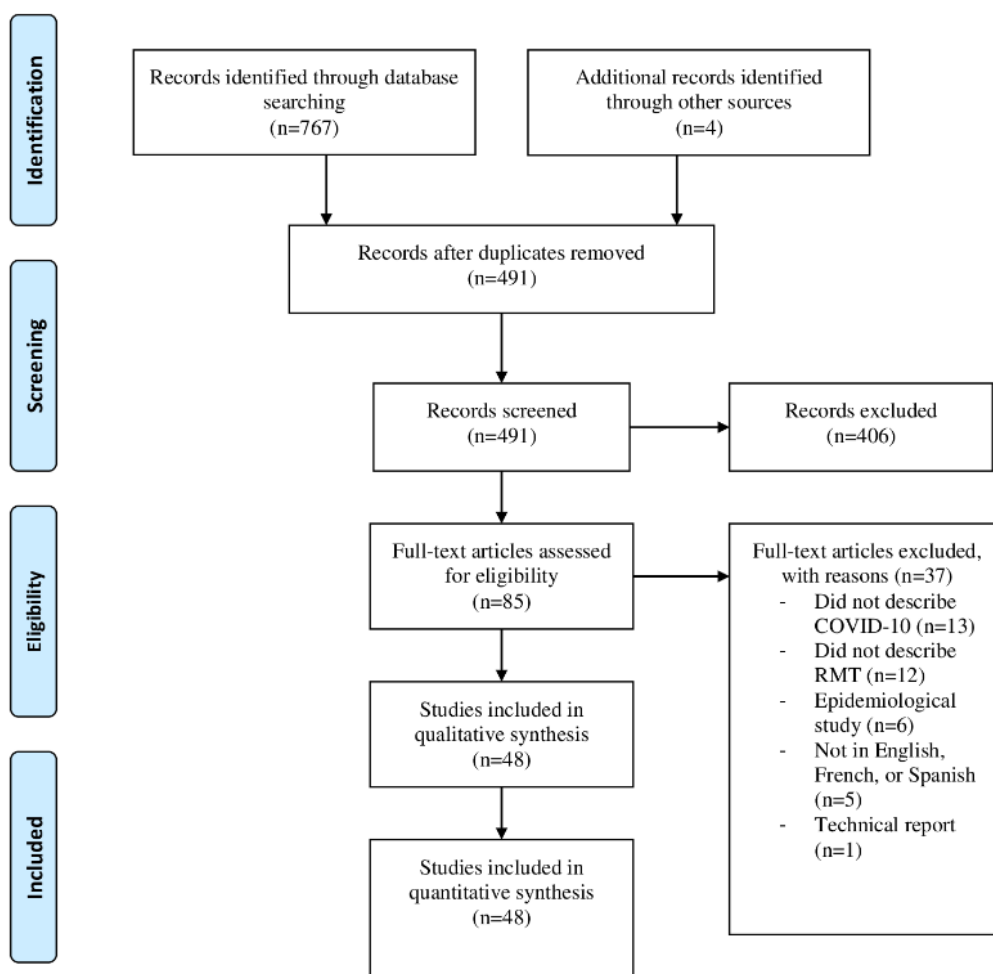 Identification
Records identified through database
searching
(n=767)
Additional records identified
through other sources
(n=4)
Records after duplicates removed
(n=491)
Screening
Records screened
(n=491)
Records excluded
(n=406)
Eligibility
Full-text articles assessed
for eligibility
(n=85)
Full-text articles excluded,
with reasons (n=37)
- Did not describe
COVID-10 (n=13)
- Did not describe
RMT (n=12)
- Epidemiological
study (n=6)
- Not in English,
French, or Spanish
(n=5)
- Technical report
(n=1)
Studies included in
qualitative synthesis
(n=48)
Included
Studies included in
quantitative synthesis
(n=48)